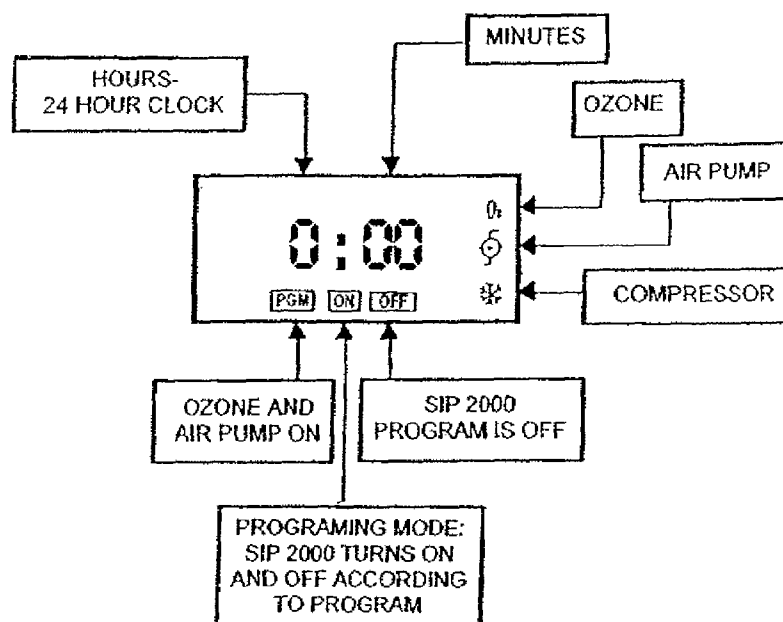 MINUTES
HOURS-
24 HOUR CLOCK
OZONE
AIR PUMP
0:00
O₃
PGM ON OFF
COMPRESSOR
OZONE AND
AIR PUMP ON
SIP 2000
PROGRAM IS OFF
PROGRAMING MODE:
SIP 2000 TURNS ON
AND OFF ACCORDING
TO PROGRAM